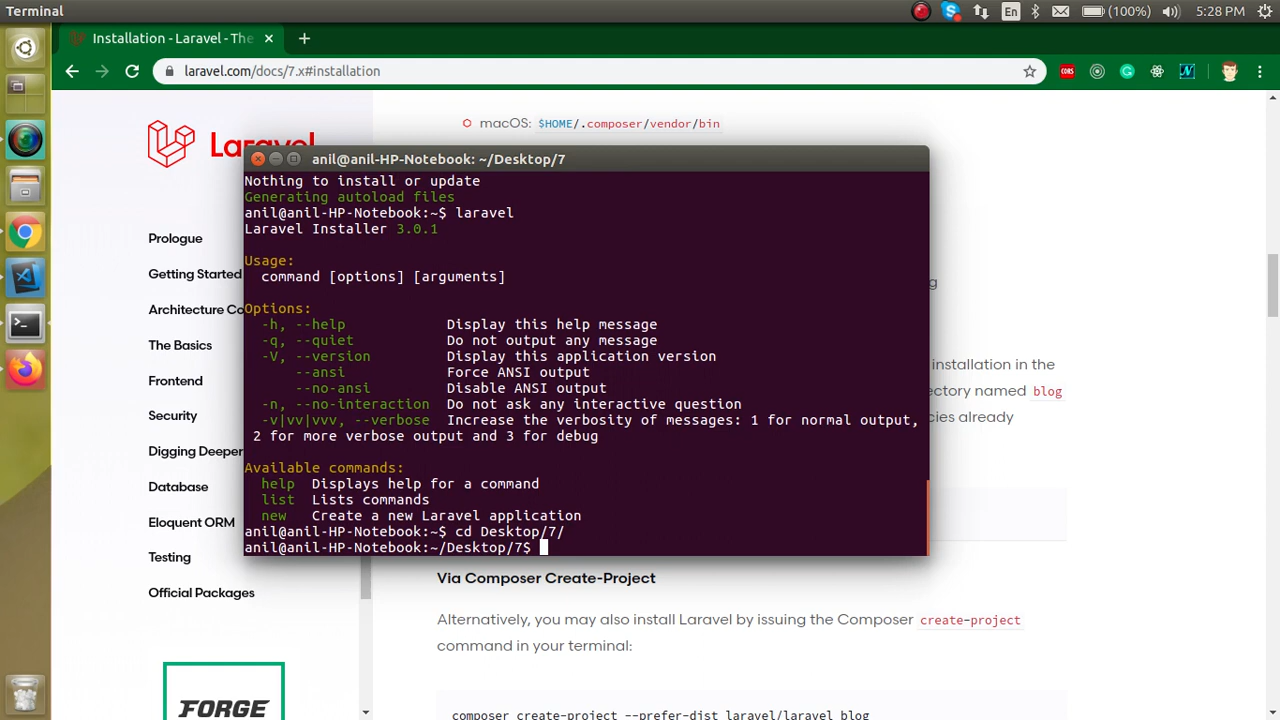 Terminal
En
(100%)
5:28 PM
Installation - Laravel - The
laravel.com/docs/7.x#installation
CORS
Laravel
macOS: $HOME/.composer/vendor/bin
anil@anil-HP-Notebook: ~/Desktop/7
Nothing to install or update
Generating autoload files
anil@anil-HP-Notebook:~$ laravel
Laravel Installer 3.0.1
Usage:
command [options] [arguments]
Options:
-h, --help Display this help message
-q, --quiet Do not output any message
-V, --version Display this application version
--ansi Force ANSI output
--no-ansi Disable ANSI output
-n, --no-interaction Do not ask any interactive question
-v|vv|vvv, --verbose Increase the verbosity of messages: 1 for normal output,
2 for more verbose output and 3 for debug
Available commands:
help Displays help for a command
list Lists commands
new Create a new Laravel application
anil@anil-HP-Notebook:~$ cd Desktop/7/
anil@anil-HP-Notebook:~/Desktop/7$
Prologue
Getting Started
Architecture Co
The Basics
Frontend
Security
Digging Deeper
Database
Eloquent ORM
Testing
Official Packages
FORGE
g
installation in the
ectory named blog
cies already
Via Composer Create-Project
Alternatively, you may also install Laravel by issuing the Composer create-project
command in your terminal:
composer create-project --prefer-dist laravel/laravel blog